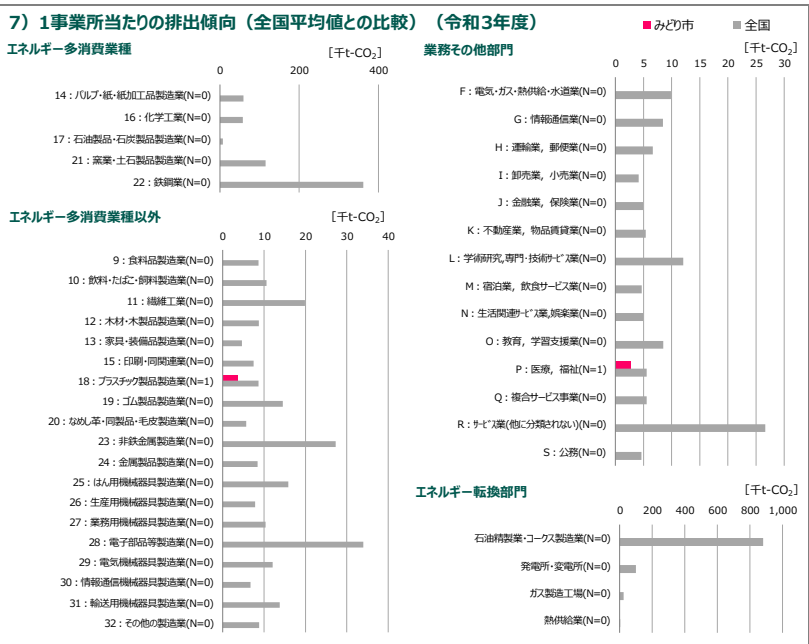 7）1事業所当たりの排出傾向（全国平均値との比較）（令和3年度）
■みどり市 ■全国
エネルギー多消費業種
[千t-CO₂]
0 200 400
14：パルプ・紙・紙加工品製造業(N=0)
16：化学工業(N=0)
17：石油製品・石炭製品製造業(N=0)
21：窯業・土石製品製造業(N=0)
22：鉄鋼業(N=0)
エネルギー多消費業種以外
[千t-CO₂]
0 10 20 30 40
9：食料品製造業(N=0)
10：飲料・たばこ・飼料製造業(N=0)
11：繊維工業(N=0)
12：木材・木製品製造業(N=0)
13：家具・装備品製造業(N=0)
15：印刷・同関連業(N=0)
18：プラスチック製品製造業(N=1)
19：ゴム製品製造業(N=0)
20：なめし革・同製品・毛皮製造業(N=0)
23：非鉄金属製造業(N=0)
24：金属製品製造業(N=0)
25：はん用機械器具製造業(N=0)
26：生産用機械器具製造業(N=0)
27：業務用機械器具製造業(N=0)
28：電子部品等製造業(N=0)
29：電気機械器具製造業(N=0)
30：情報通信機械器具製造業(N=0)
31：輸送用機械器具製造業(N=0)
32：その他の製造業(N=0)
業務その他部門
[千t-CO₂]
0 5 10 15 20 25 30
F：電気・ガス・熱供給・水道業(N=0)
G：情報通信業(N=0)
H：運輸業，郵便業(N=0)
I：卸売業，小売業(N=0)
J：金融業，保険業(N=0)
K：不動産業，物品賃貸業(N=0)
L：学術研究,専門・技術サービス業(N=0)
M：宿泊業，飲食サービス業(N=0)
N：生活関連サービス業,娯楽業(N=0)
O：教育，学習支援業(N=0)
P：医療，福祉(N=1)
Q：複合サービス事業(N=0)
R：サービス業(他に分類されない)(N=0)
S：公務(N=0)
エネルギー転換部門
[千t-CO₂]
0 200 400 600 800 1,000
石油精製業・コークス製造業(N=0)
発電所・変電所(N=0)
ガス製造工場(N=0)
熱供給業(N=0)